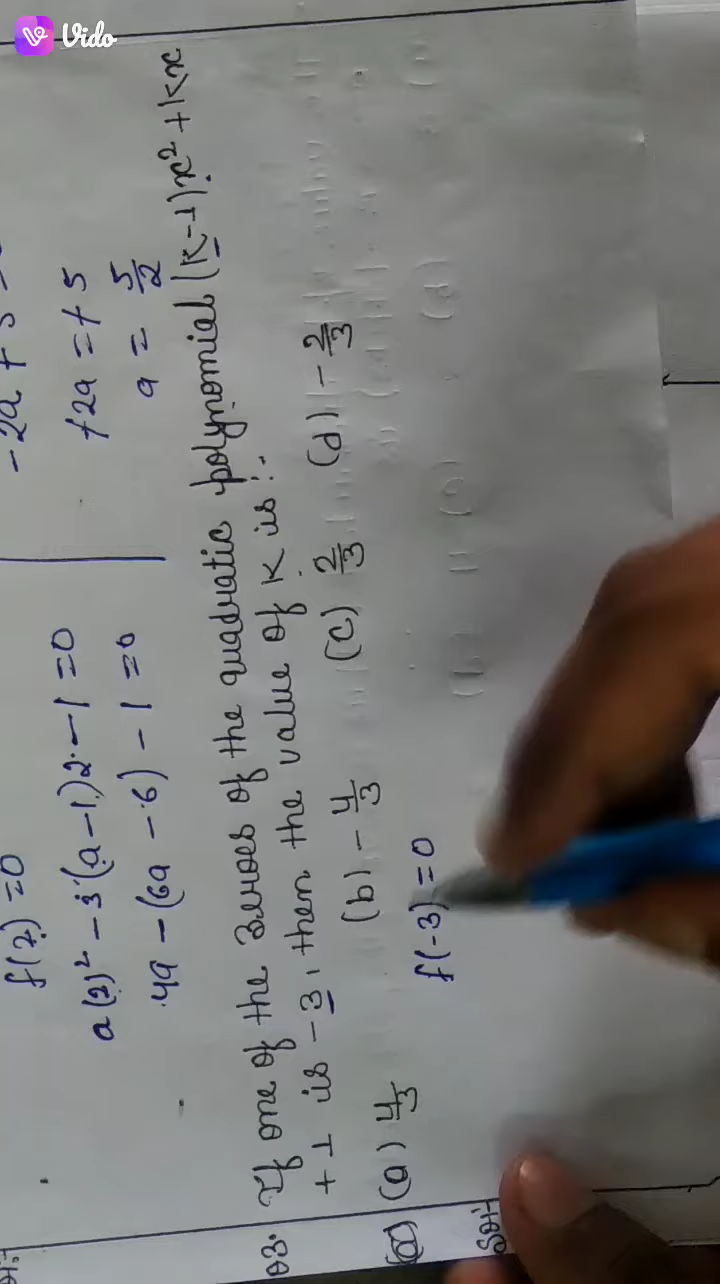 Vido
f(2)=0
a(2)² - 3(a-1)2 - 1 = 0
4a - (6a - 6) - 1 = 0
-2a + 5
+2a = +5
a = 5/2
03. If one of the zeroes of the quadratic polynomial (K-1)x² + Kx
+ 1 is -3, then the value of K is:-
(a) (a) 4/3 (b) -4/3 (c) 2/3 (d) -2/3
Sol:- f(-3)=0